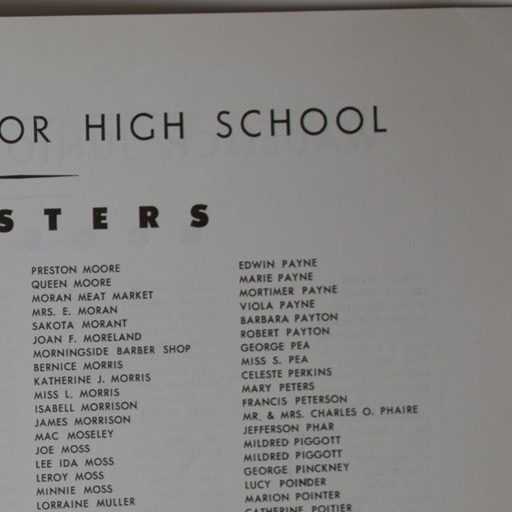 OR HIGH SCHOOL
STERS
PRESTON MOORE
QUEEN MOORE
MORAN MEAT MARKET
MRS. E. MORAN
SAKOTA MORANT
JOAN F. MORELAND
MORNINGSIDE BARBER SHOP
BERNICE MORRIS
KATHERINE J. MORRIS
MISS L. MORRIS
ISABELL MORRISON
JAMES MORRISON
MAC MOSELEY
JOE MOSS
LEE IDA MOSS
LEROY MOSS
MINNIE MOSS
LORRAINE MULLER
EDWIN PAYNE
MARIE PAYNE
MORTIMER PAYNE
VIOLA PAYNE
BARBARA PAYTON
ROBERT PAYTON
GEORGE PEA
MISS S. PEA
CELESTE PERKINS
MARY PETERS
FRANCIS PETERSON
MR. & MRS. CHARLES O. PHAIRE
JEFFERSON PHAR
MILDRED PIGGOTT
MILDRED PIGGOTT
GEORGE PINCKNEY
LUCY POINDER
MARION POINTER
CATHERINE POITIER